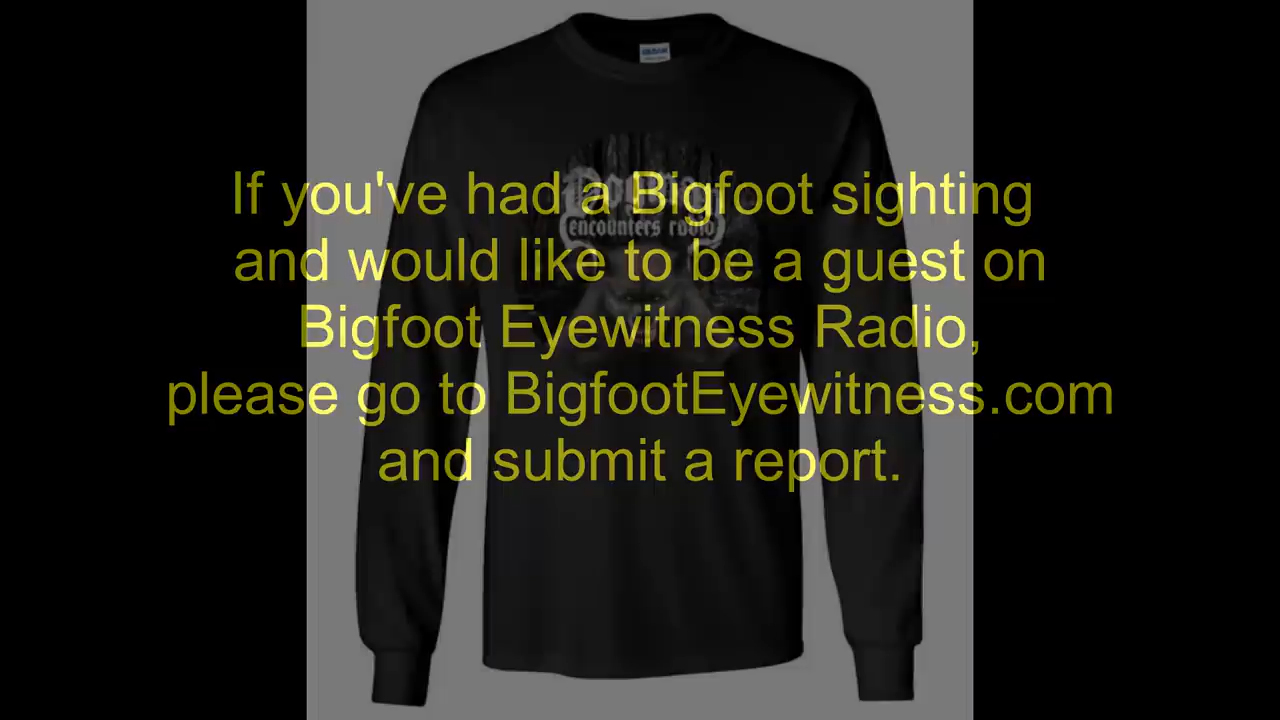 If you've had a Bigfoot sighting
and would like to be a guest on
Bigfoot Eyewitness Radio,
please go to BigfootEyewitness.com
and submit a report.
encounters radio